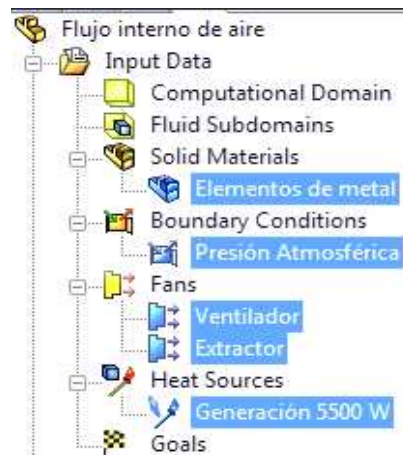 Flujo interno de aire
Input Data
Computational Domain
Fluid Subdomains
Solid Materials
Elementos de metal
Boundary Conditions
Presión Atmosférica
Fans
Ventilador
Extractor
Heat Sources
Generación 5500 W
Goals